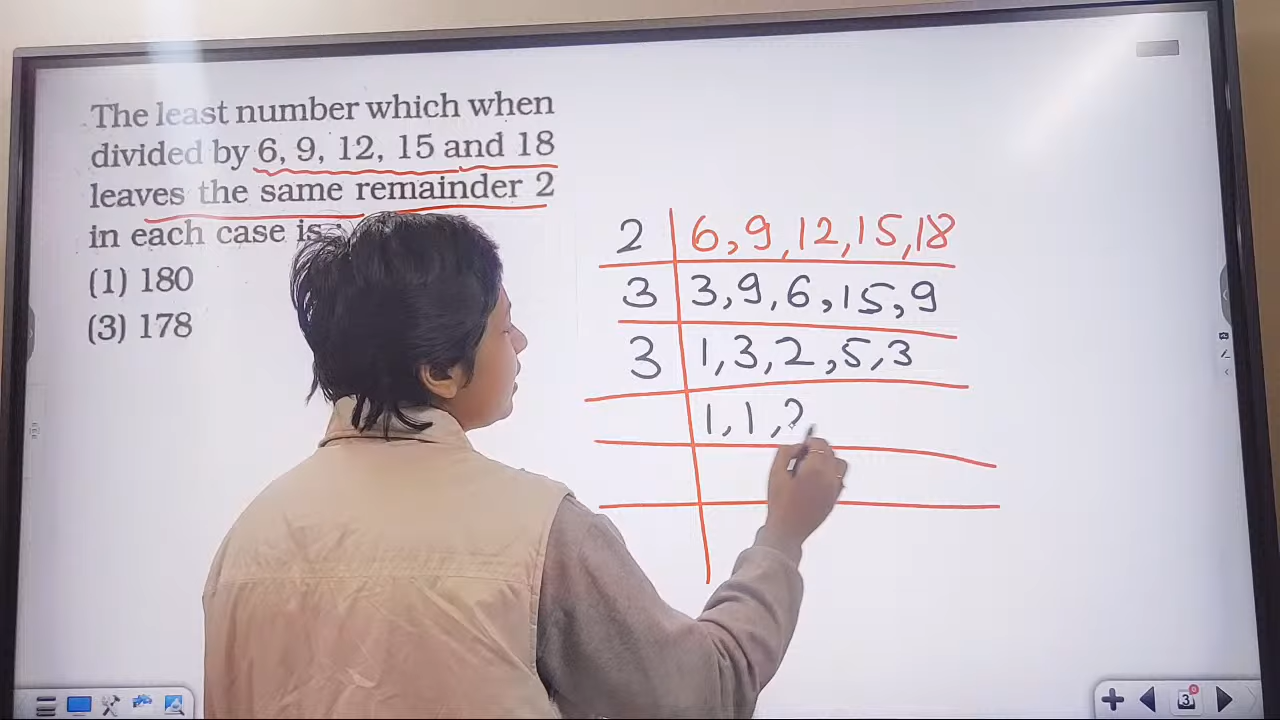 The least number which when
divided by 6, 9, 12, 15 and 18
leaves the same remainder 2
in each case is
(1) 180
(3) 178
2 6, 9, 12, 15, 18
3 3, 9, 6, 15, 9
3 1, 3, 2, 5, 3
1, 1, 2
3